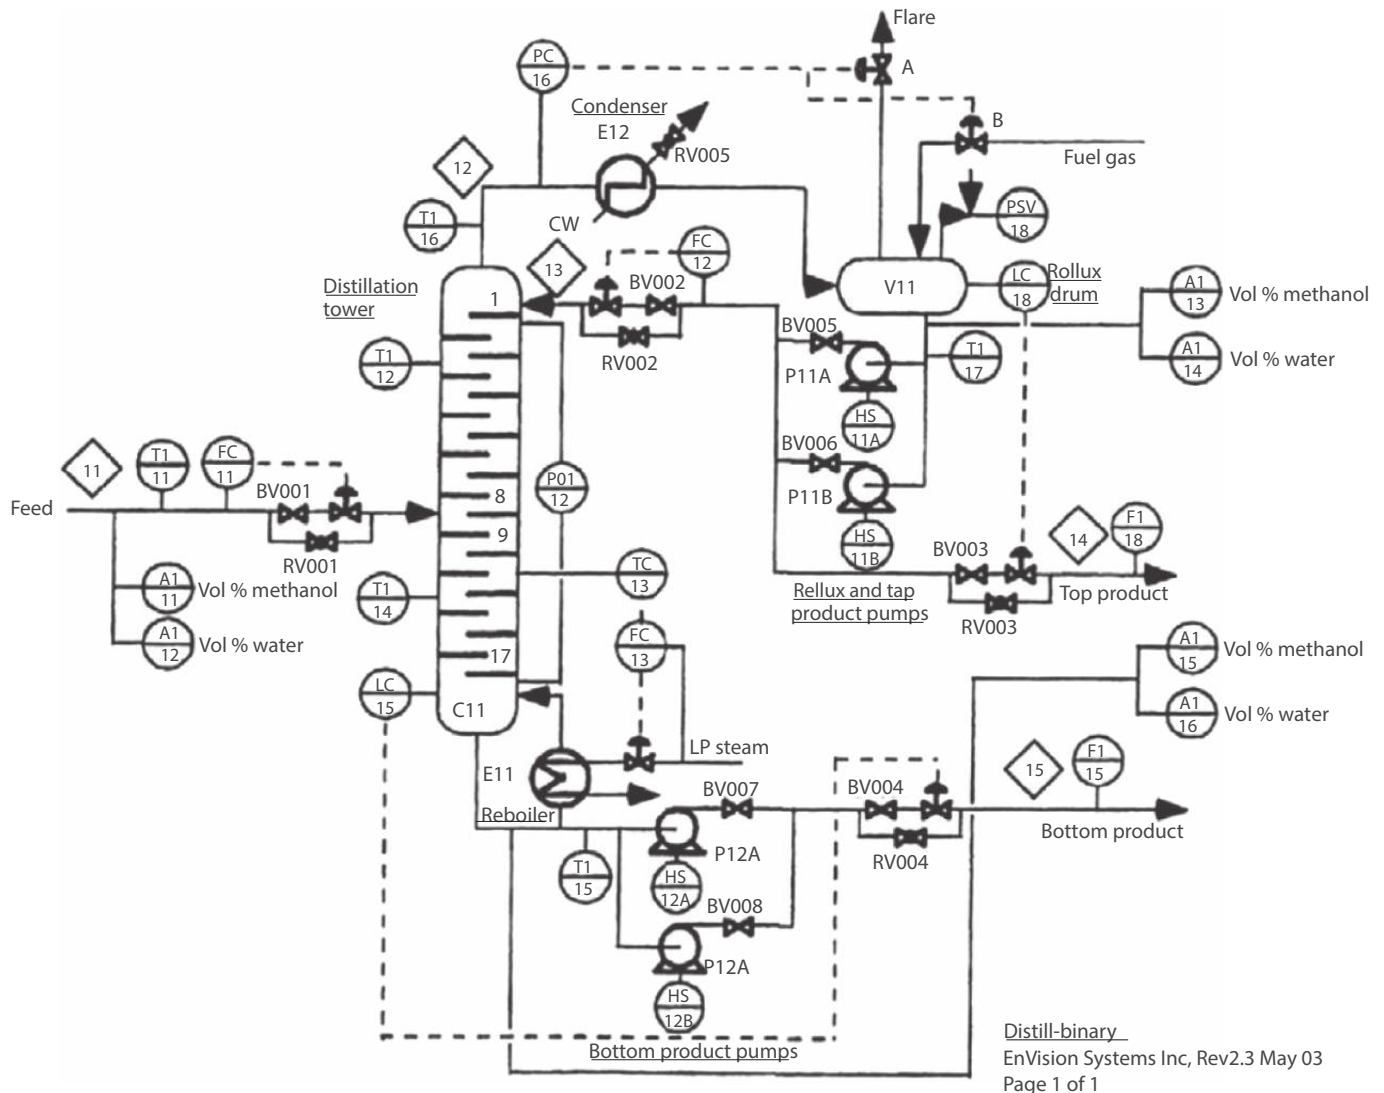 Flare
PC
16
A
Condenser
E12
RV005
B
Fuel gas
12
T1
16
CW
FC
12
PSV
18
13
BV002
RV002
Distillation
tower
1
V11
LC
18
Rollux
drum
A1
13
Vol % methanol
BV005
T1
12
P11A
T1
17
A1
14
Vol % water
HS
11A
BV006
11
T1
11
FC
11
BV001
P01
12
P11B
8
Feed
9
HS
11B
RV001
BV003
14
F1
18
A1
11
Vol % methanol
T1
14
TC
13
Rellux and tap
product pumps
RV003
Top product
A1
12
Vol % water
FC
13
17
A1
15
Vol % methanol
LC
15
C11
A1
16
Vol % water
LP steam
E11
Reboiler
BV007
BV004
15
F1
15
Bottom product
RV004
P12A
T1
15
HS
12A
BV008
P12A
HS
12B
Bottom product pumps
Distill-binary
EnVision Systems Inc, Rev2.3 May 03
Page 1 of 1